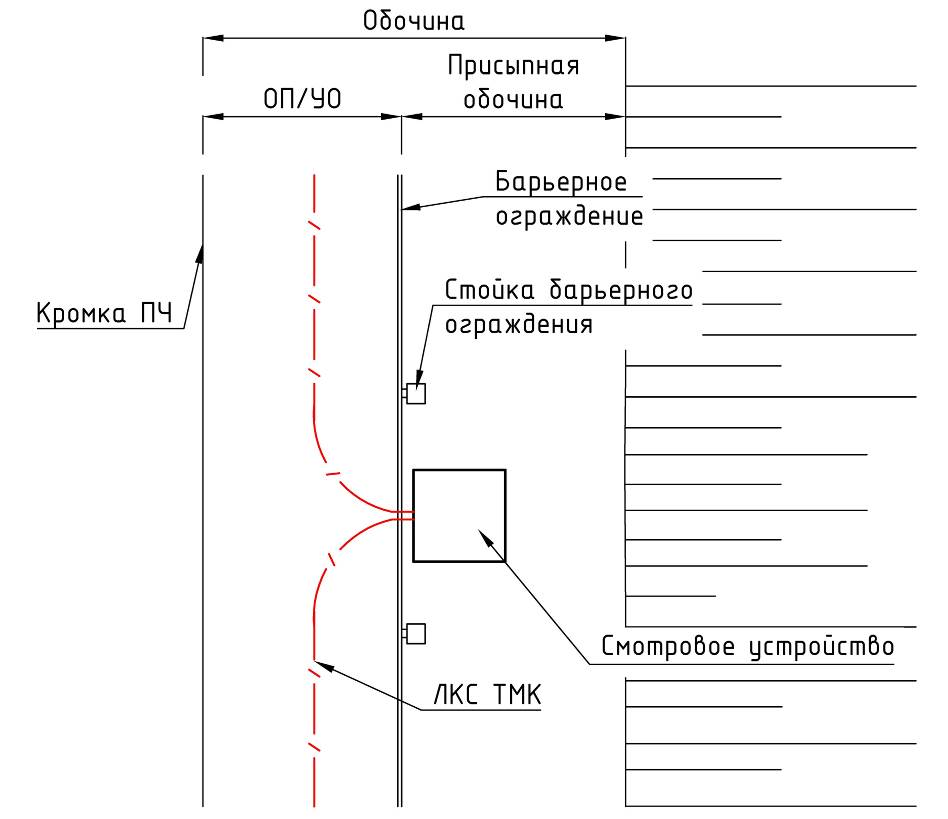 Обочина
Присыпная
ОП/УО
обочина
Барьерное
ограждение
Стойка барьерного
ограждения
Кромка ПЧ
Смотровое устройство
ЛКС ТМК